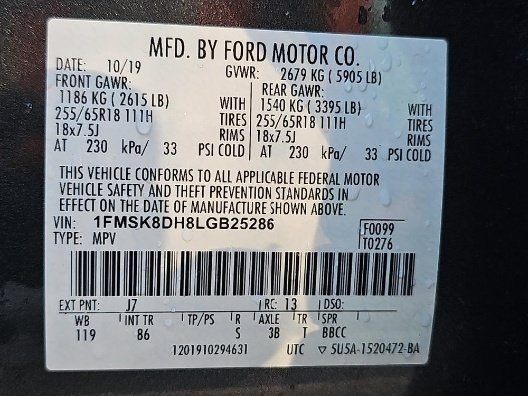 MFD. BY FORD MOTOR CO.
DATE: 10/19 GVWR: 2679 KG ( 5905 LB)
FRONT GAWR: REAR GAWR:
1186 KG ( 2615 LB) WITH 1540 KG ( 3395 LB) WITH
255/65R18 111H TIRES 255/65R18 111H TIRES
18x7.5J RIMS 18x7.5J RIMS
AT 230 kPa/ 33 PSI COLD AT 230 kPa/ 33 PSI COLD
THIS VEHICLE CONFORMS TO ALL APPLICABLE FEDERAL MOTOR
VEHICLE SAFETY AND THEFT PREVENTION STANDARDS IN
EFFECT ON THE DATE OF MANUFACTURE SHOWN ABOVE.
VIN: 1FMSK8DH8LGB25286 F0099
TYPE: MPV T0276
EXT PNT: J7 RC: 13 DSO:
WB INT TR TP/PS R AXLE TR SPR
119 86 S 3B T BBCC
1201910294631 UTC ▽ 5U5A-1520472-BA